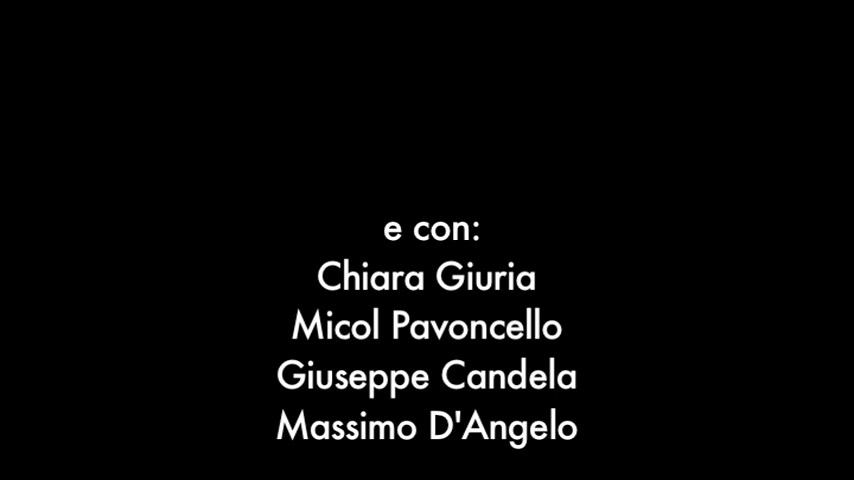 e con:
Chiara Giuria
Micol Pavoncello
Giuseppe Candela
Massimo D'Angelo